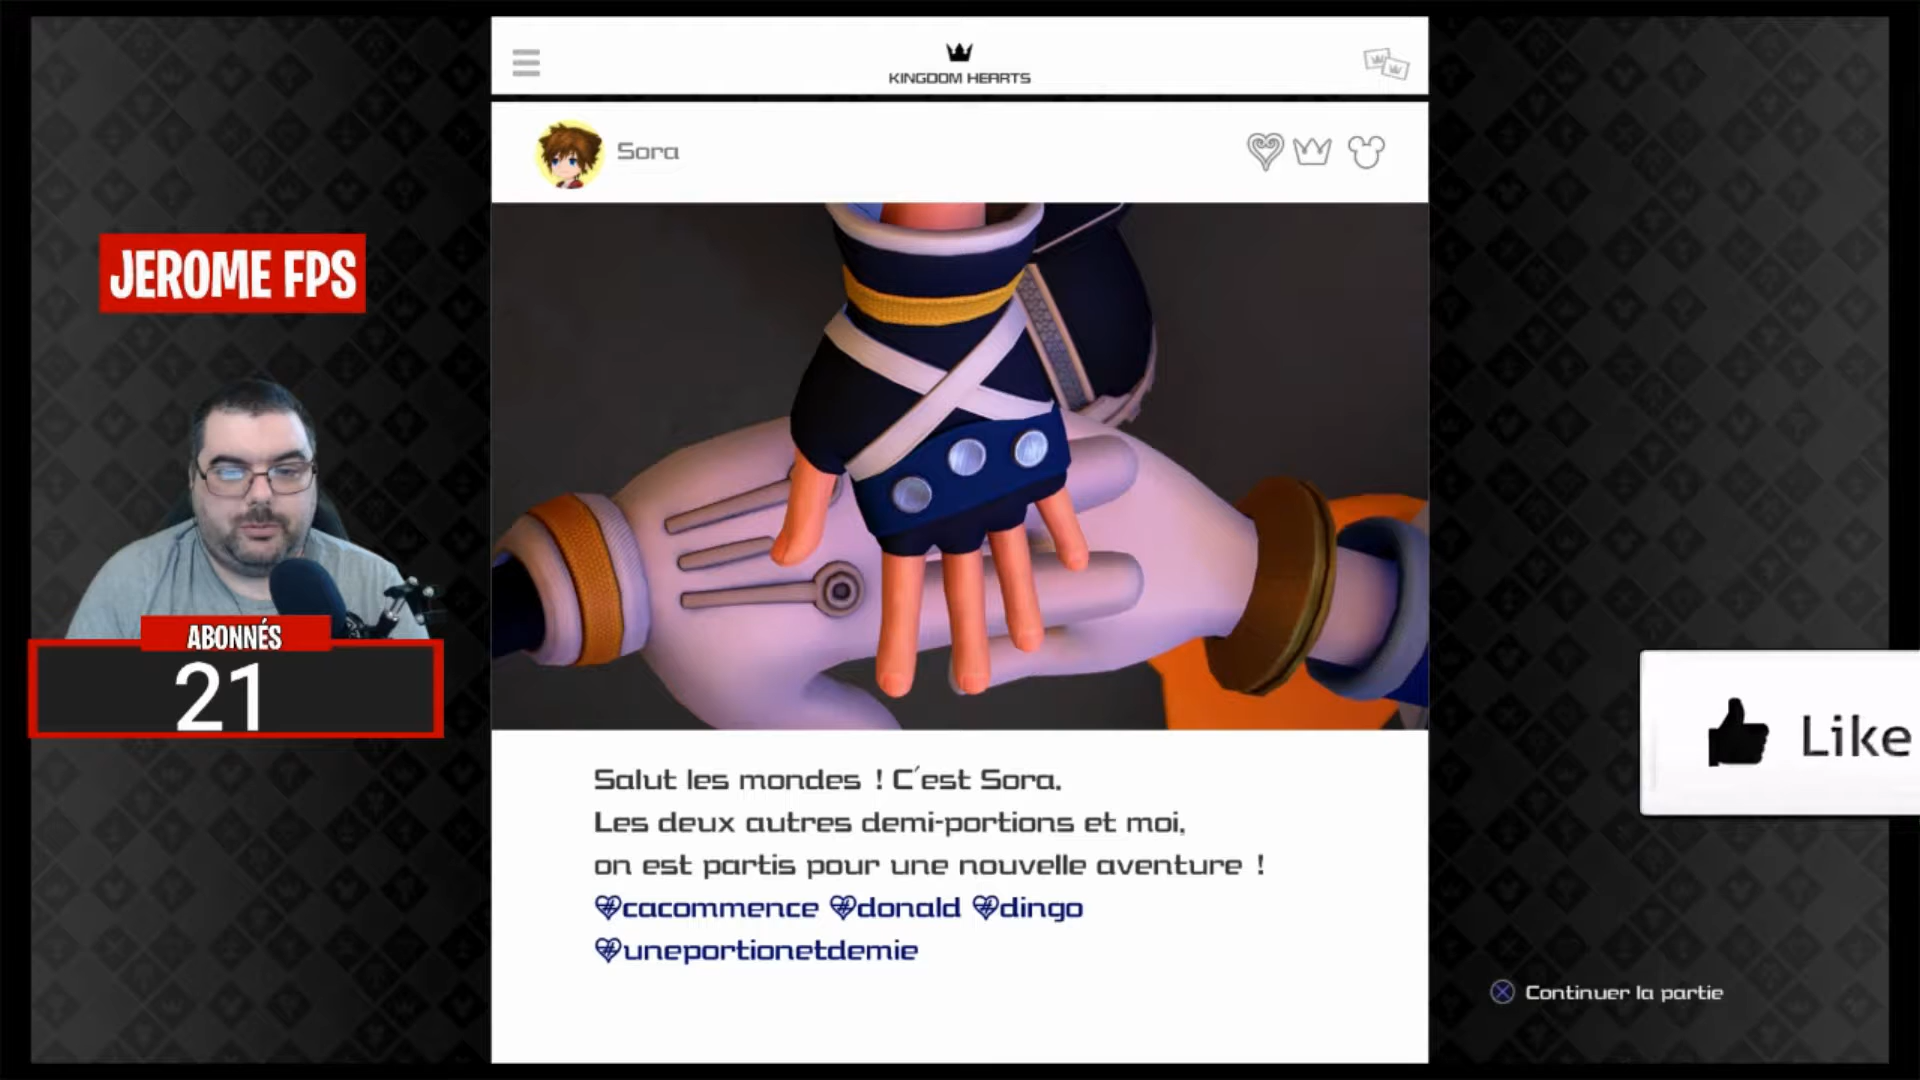 KINGDOM HEARTS
Sora
JEROME FPS
ABONNÉS
21
Like
Salut les mondes ! C'est Sora.
Les deux autres demi-portions et moi,
on est partis pour une nouvelle aventure !
#cacommence #donald #dingo
#uneportionetdemie
Continuer la partie